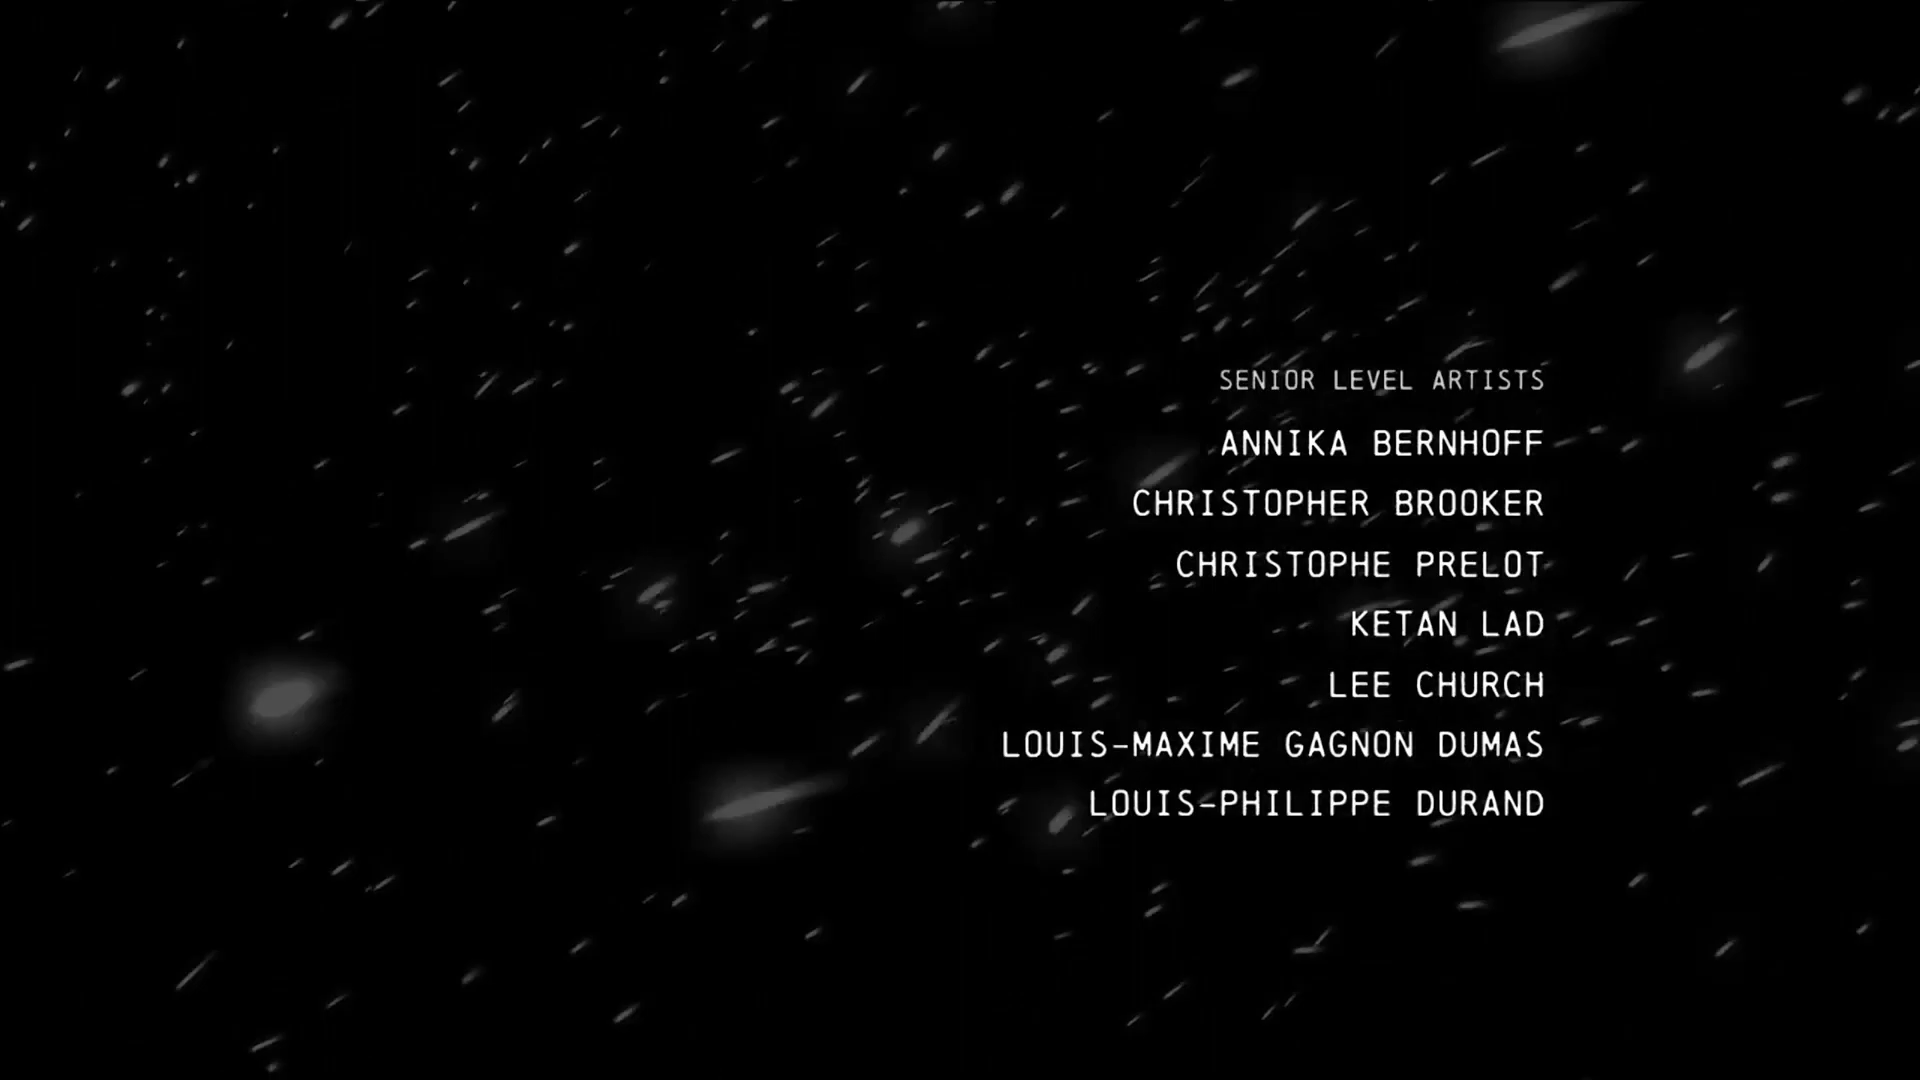 SENIOR LEVEL ARTISTS
ANNIKA BERNHOFF
CHRISTOPHER BROOKER
CHRISTOPHE PRELOT
KETAN LAD
LEE CHURCH
LOUIS-MAXIME GAGNON DUMAS
LOUIS-PHILIPPE DURAND